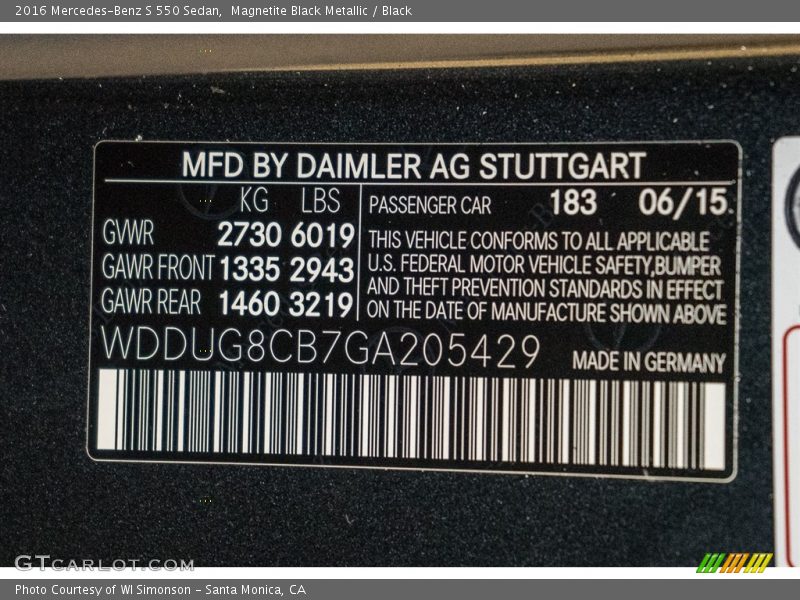 2016 Mercedes-Benz S 550 Sedan,  Magnetite Black Metallic / Black
MFD BY DAIMLER AG STUTTGART
KG LBS
GVWR 2730 6019
GAWR FRONT 1335 2943
GAWR REAR 1460 3219
PASSENGER CAR 183 06/15
THIS VEHICLE CONFORMS TO ALL APPLICABLE
U.S. FEDERAL MOTOR VEHICLE SAFETY,BUMPER
AND THEFT PREVENTION STANDARDS IN EFFECT
ON THE DATE OF MANUFACTURE SHOWN ABOVE
WDDUG8CB7GA205429
MADE IN GERMANY
GTcarlot.com
Photo Courtesy of WI Simonson – Santa Monica, CA